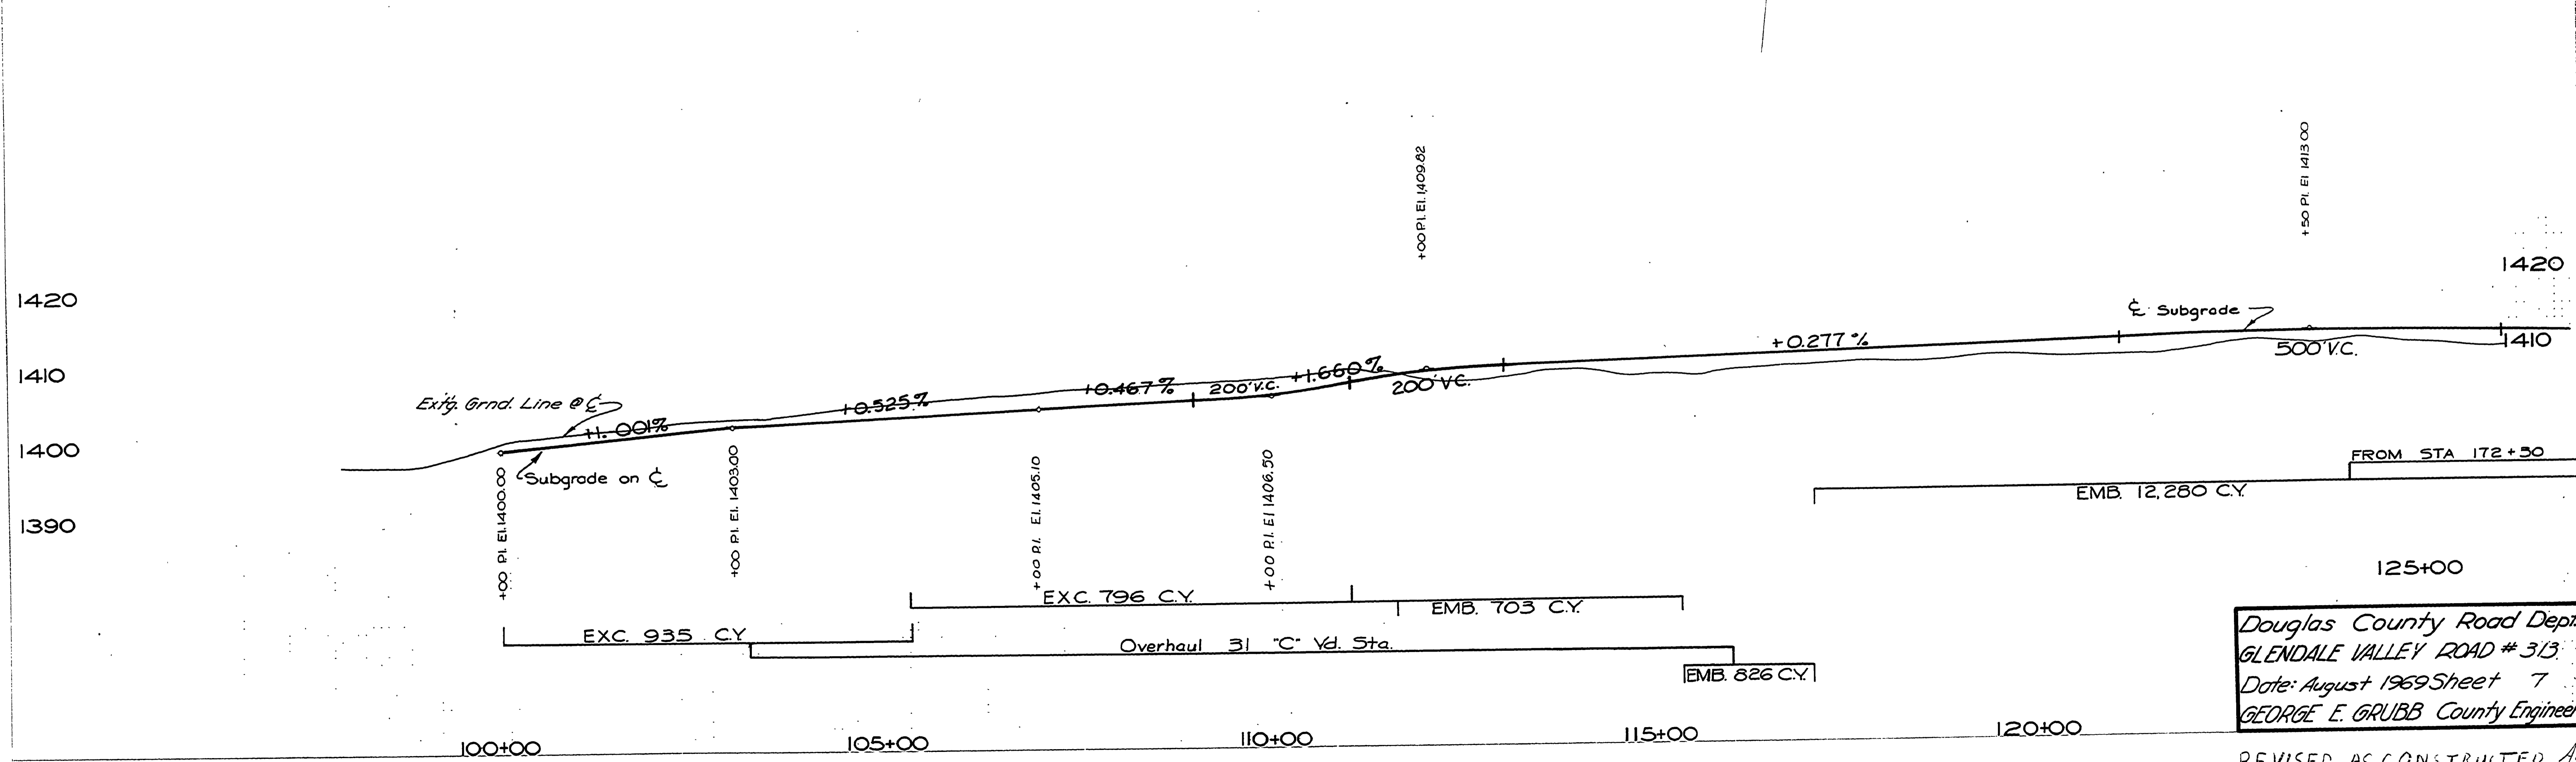 +00 P.I. El. 1,409.82
+50 P.I. El 1413 00
1420
1420
℄ Subgrade
+0.277 %
500' V.C.
1410
1410
+1.660 %
200' V.C.
200' V.C.
+0.467 %
+0.525 %
Ext'g. Grnd. Line @ ℄
+1.001%
1400
Subgrade on ℄
FROM STA 172+50
EMB. 12,280 C.Y.
1390
+00 P.I. El. 1400.00
+00 P.I. El. 1403.00
+00 P.I. El. 1405.10
+00 P.I. El 1406.50
125+00
EXC. 796 C.Y.
EMB. 703 C.Y.
EXC. 935 C.Y
Overhaul 31 "C" Yd. Sta.
EMB. 826 C.Y.
Douglas County Road Dept.
GLENDALE VALLEY ROAD # 313
Date: August 1969 Sheet 7
GEORGE E. GRUBB County Engineer
100+00
105+00
110+00
115+00
120+00
REVISED AS CONSTRUCTED